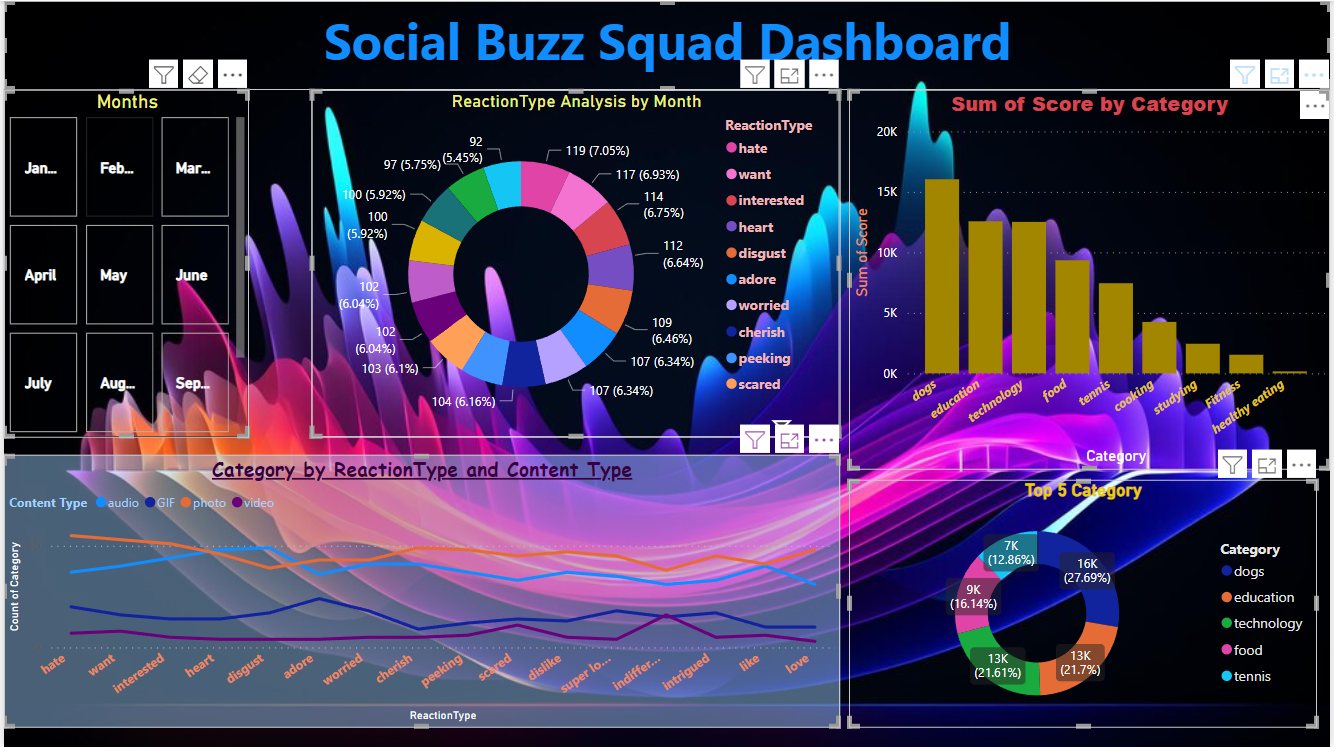 Social Buzz Squad Dashboard
Months
Jan...
Feb...
Mar...
April
May
June
July
Aug...
Sep...
ReactionType Analysis by Month
92
(5.45%)
119 (7.05%)
97 (5.75%)
117 (6.93%)
100 (5.92%)
114
(6.75%)
100
(5.92%)
112
(6.64%)
102
(6.04%)
109
(6.46%)
102
(6.04%)
107 (6.34%)
103 (6.1%)
107 (6.34%)
104 (6.16%)
ReactionType
hate
want
interested
heart
disgust
adore
worried
cherish
peeking
scared
Sum of Score by Category
Sum of Score
20K
15K
10K
5K
0K
dogs
education
technology
food
tennis
cooking
studying
Fitness
healthy eating
Category
Category by ReactionType and Content Type
Content Type audio GIF photo video
Count of Category
hate
want
interested
heart
disgust
adore
worried
cherish
peeking
scared
dislike
super lo...
indiffer...
intrigued
like
love
ReactionType
Top 5 Category
7K
(12.86%)
16K
(27.69%)
9K
(16.14%)
13K
(21.61%)
13K
(21.7%)
Category
dogs
education
technology
food
tennis